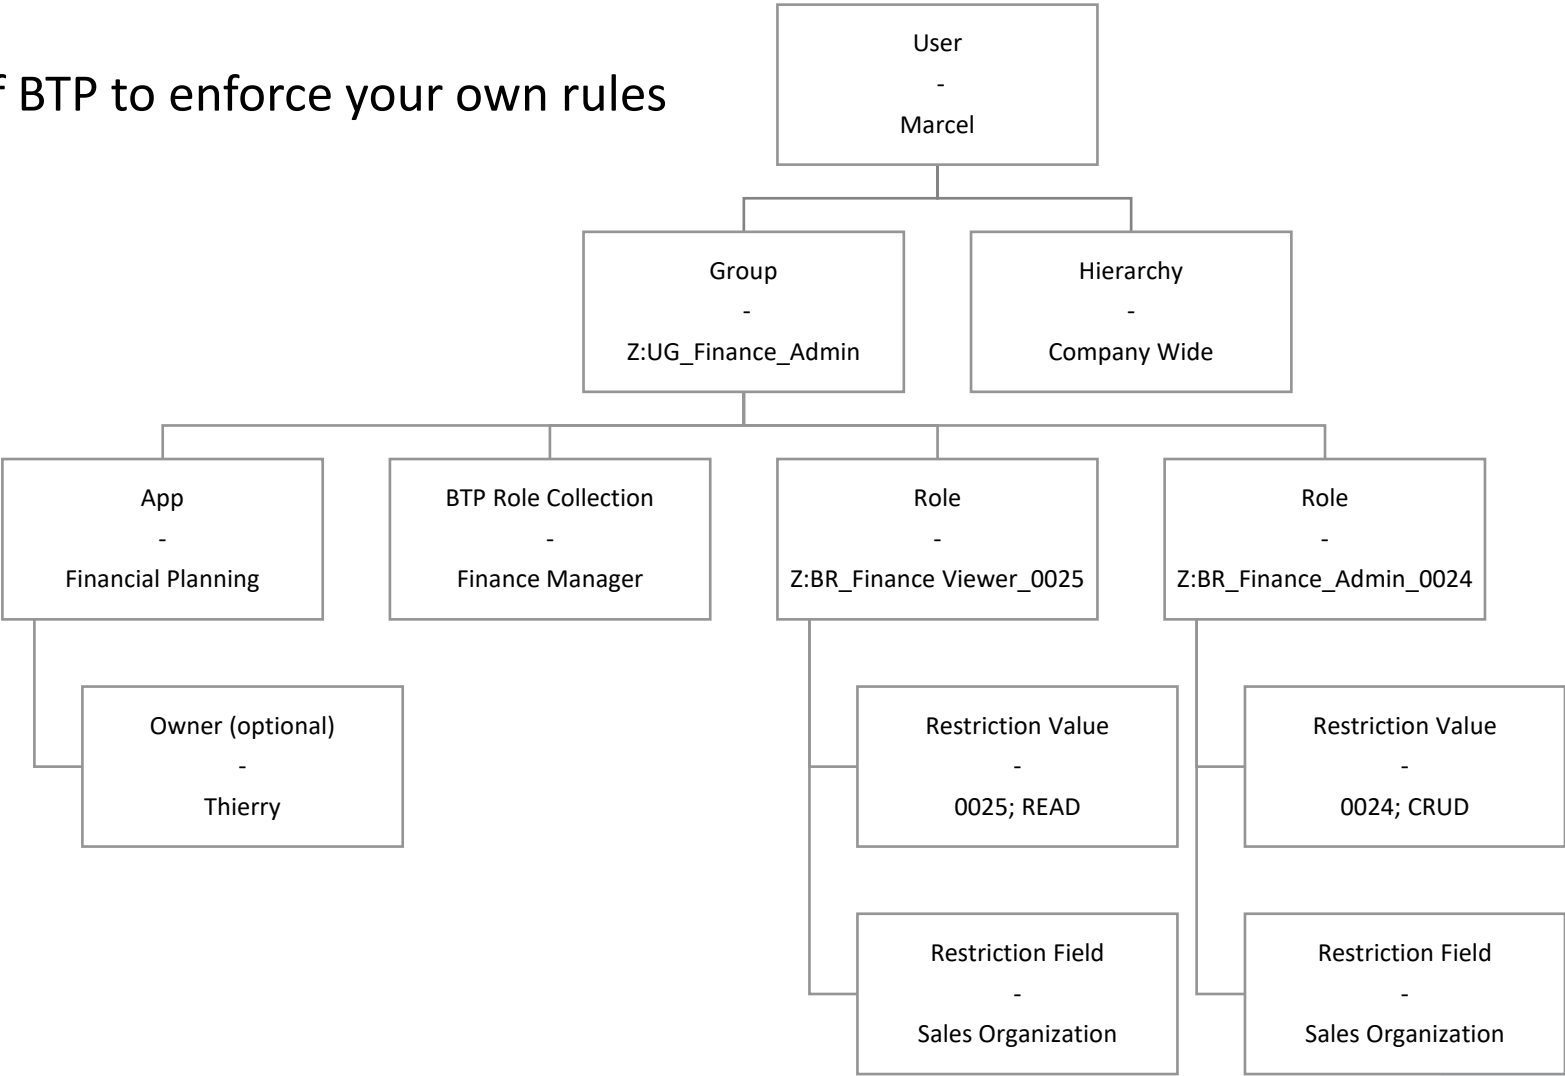 BTP to enforce your own rules
User
-
Marcel
Group
-
Z:UG_Finance_Admin
Hierarchy
-
Company Wide
App
-
Financial Planning
BTP Role Collection
-
Finance Manager
Role
-
Z:BR_Finance Viewer_0025
Role
-
Z:BR_Finance_Admin_0024
Owner (optional)
-
Thierry
Restriction Value
-
0025; READ
Restriction Value
-
0024; CRUD
Restriction Field
-
Sales Organization
Restriction Field
-
Sales Organization